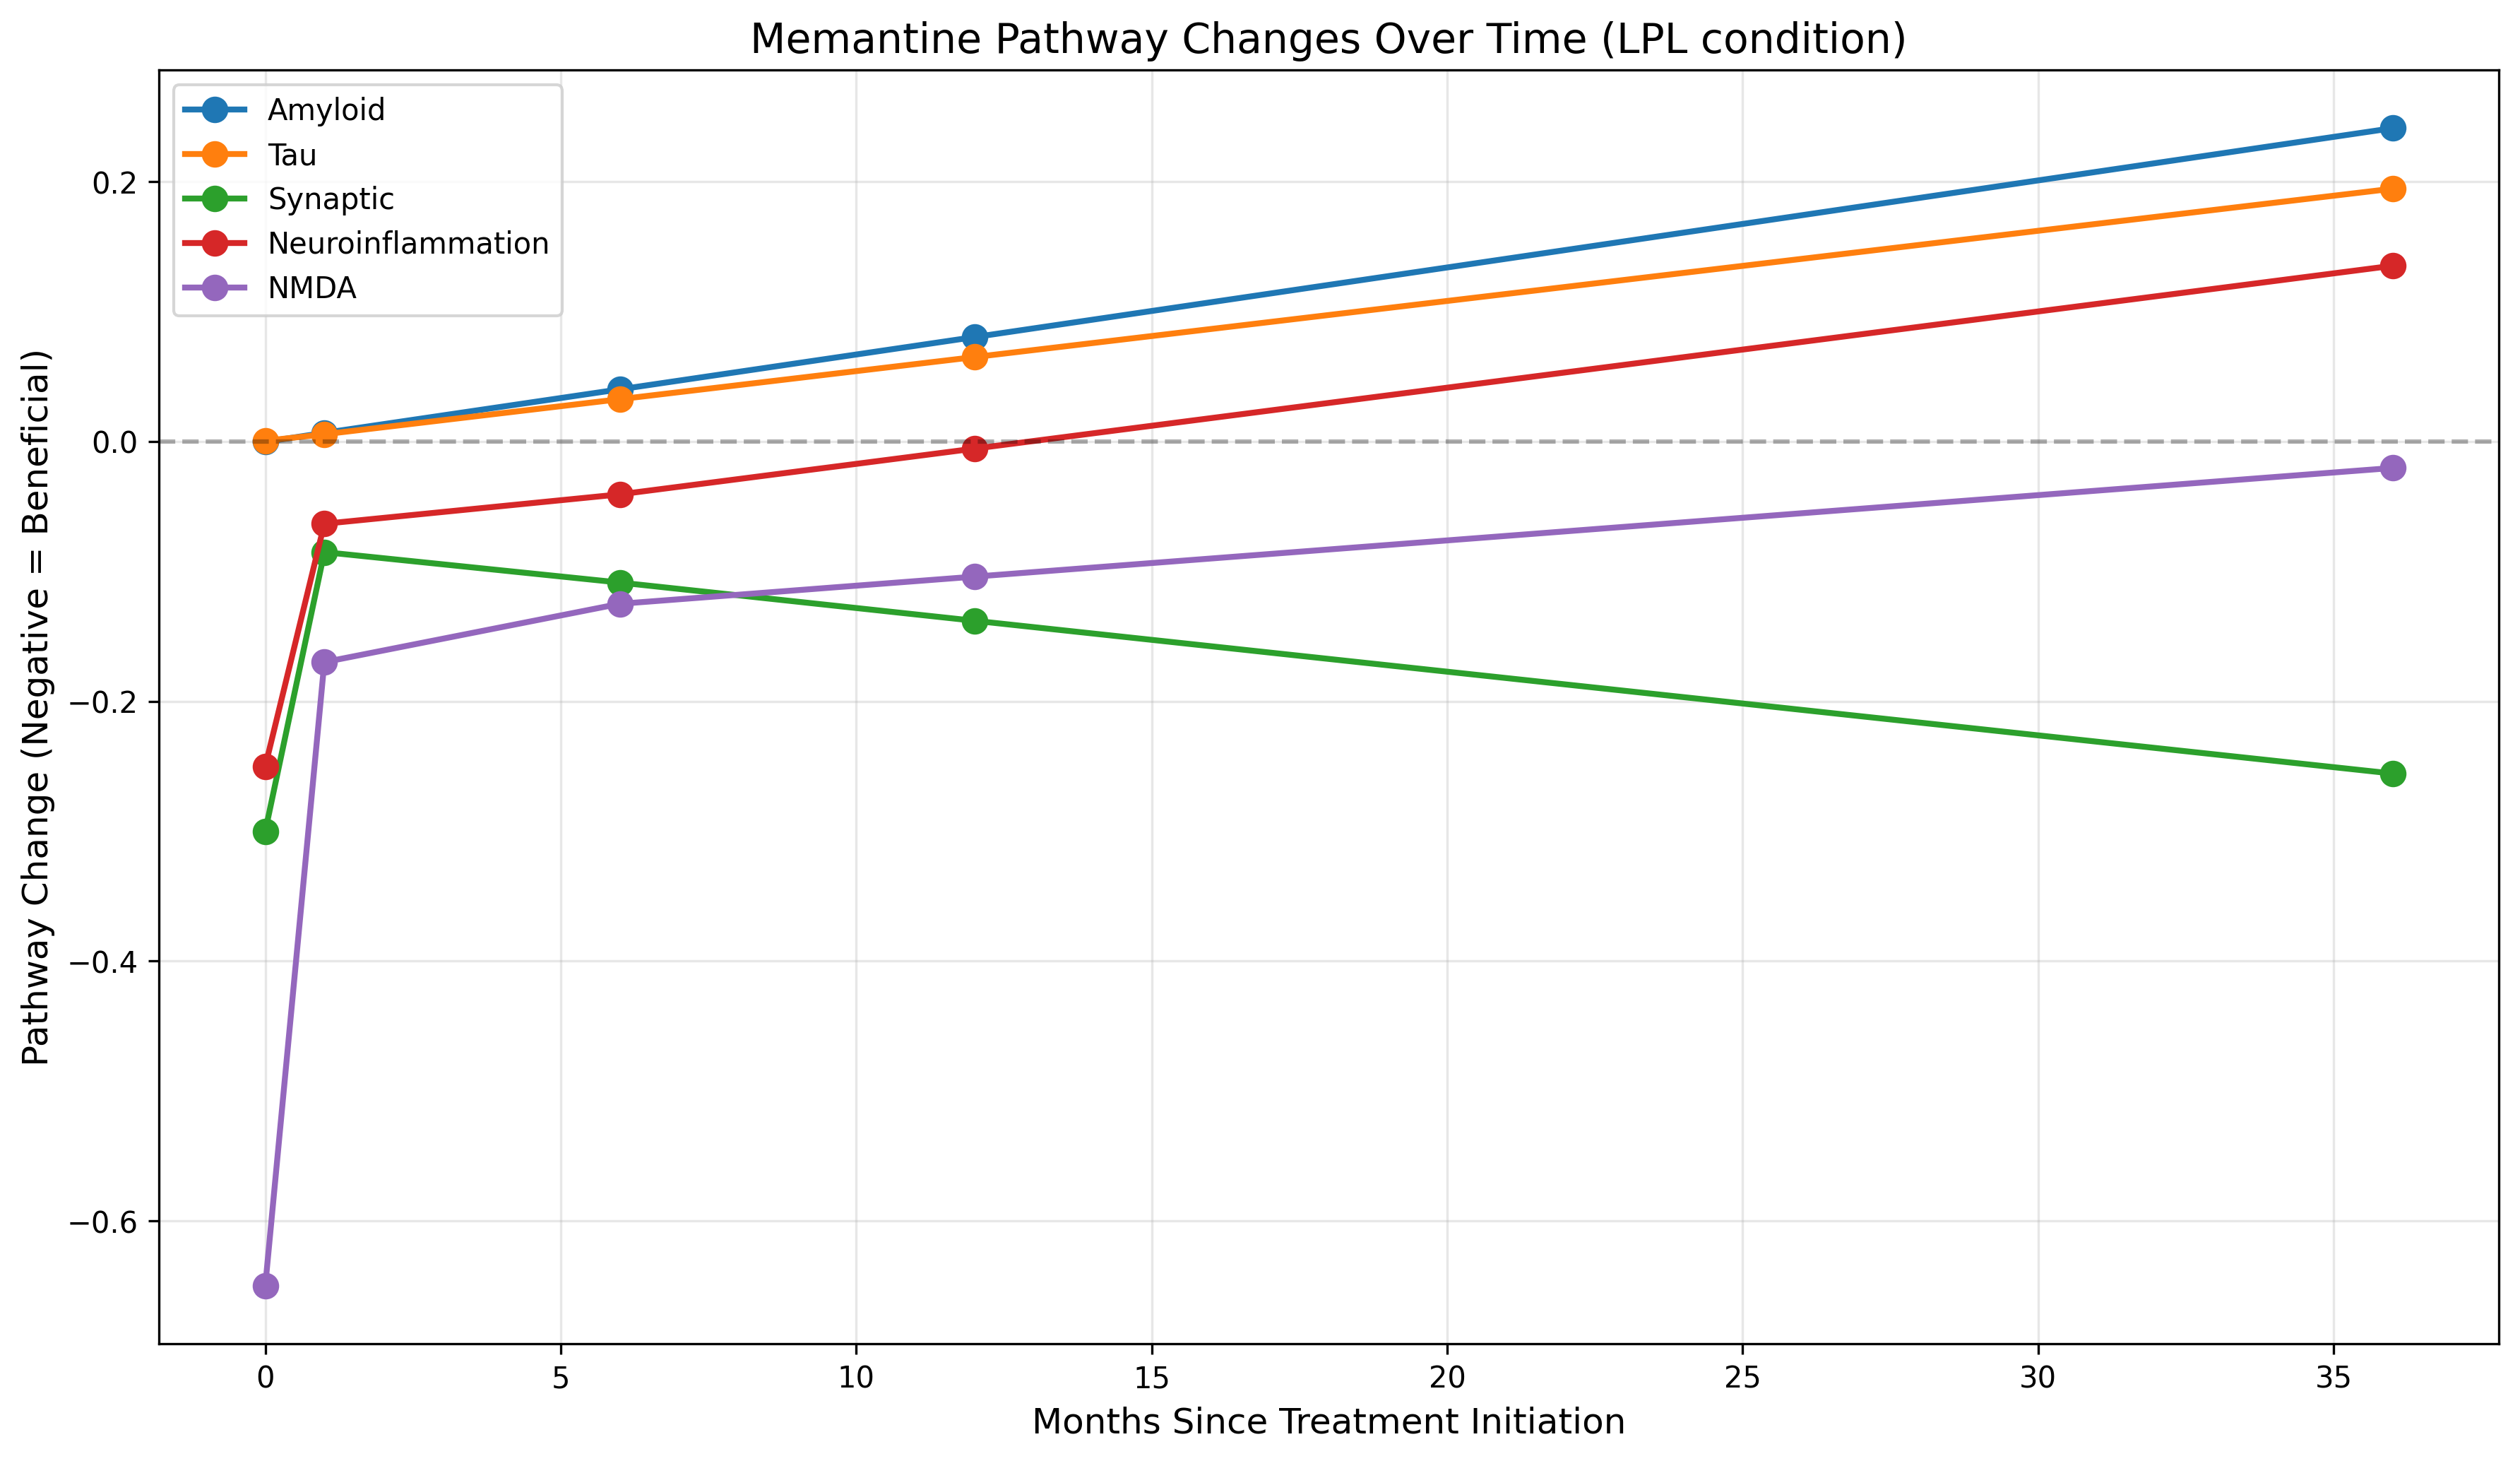 Memantine Pathway Changes Over Time (LPL condition)
Amyloid
Tau
Synaptic
Neuroinflammation
NMDA
Pathway Change (Negative = Beneficial)
0.2
0.0
−0.2
−0.4
−0.6
0 5 10 15 20 25 30 35
Months Since Treatment Initiation